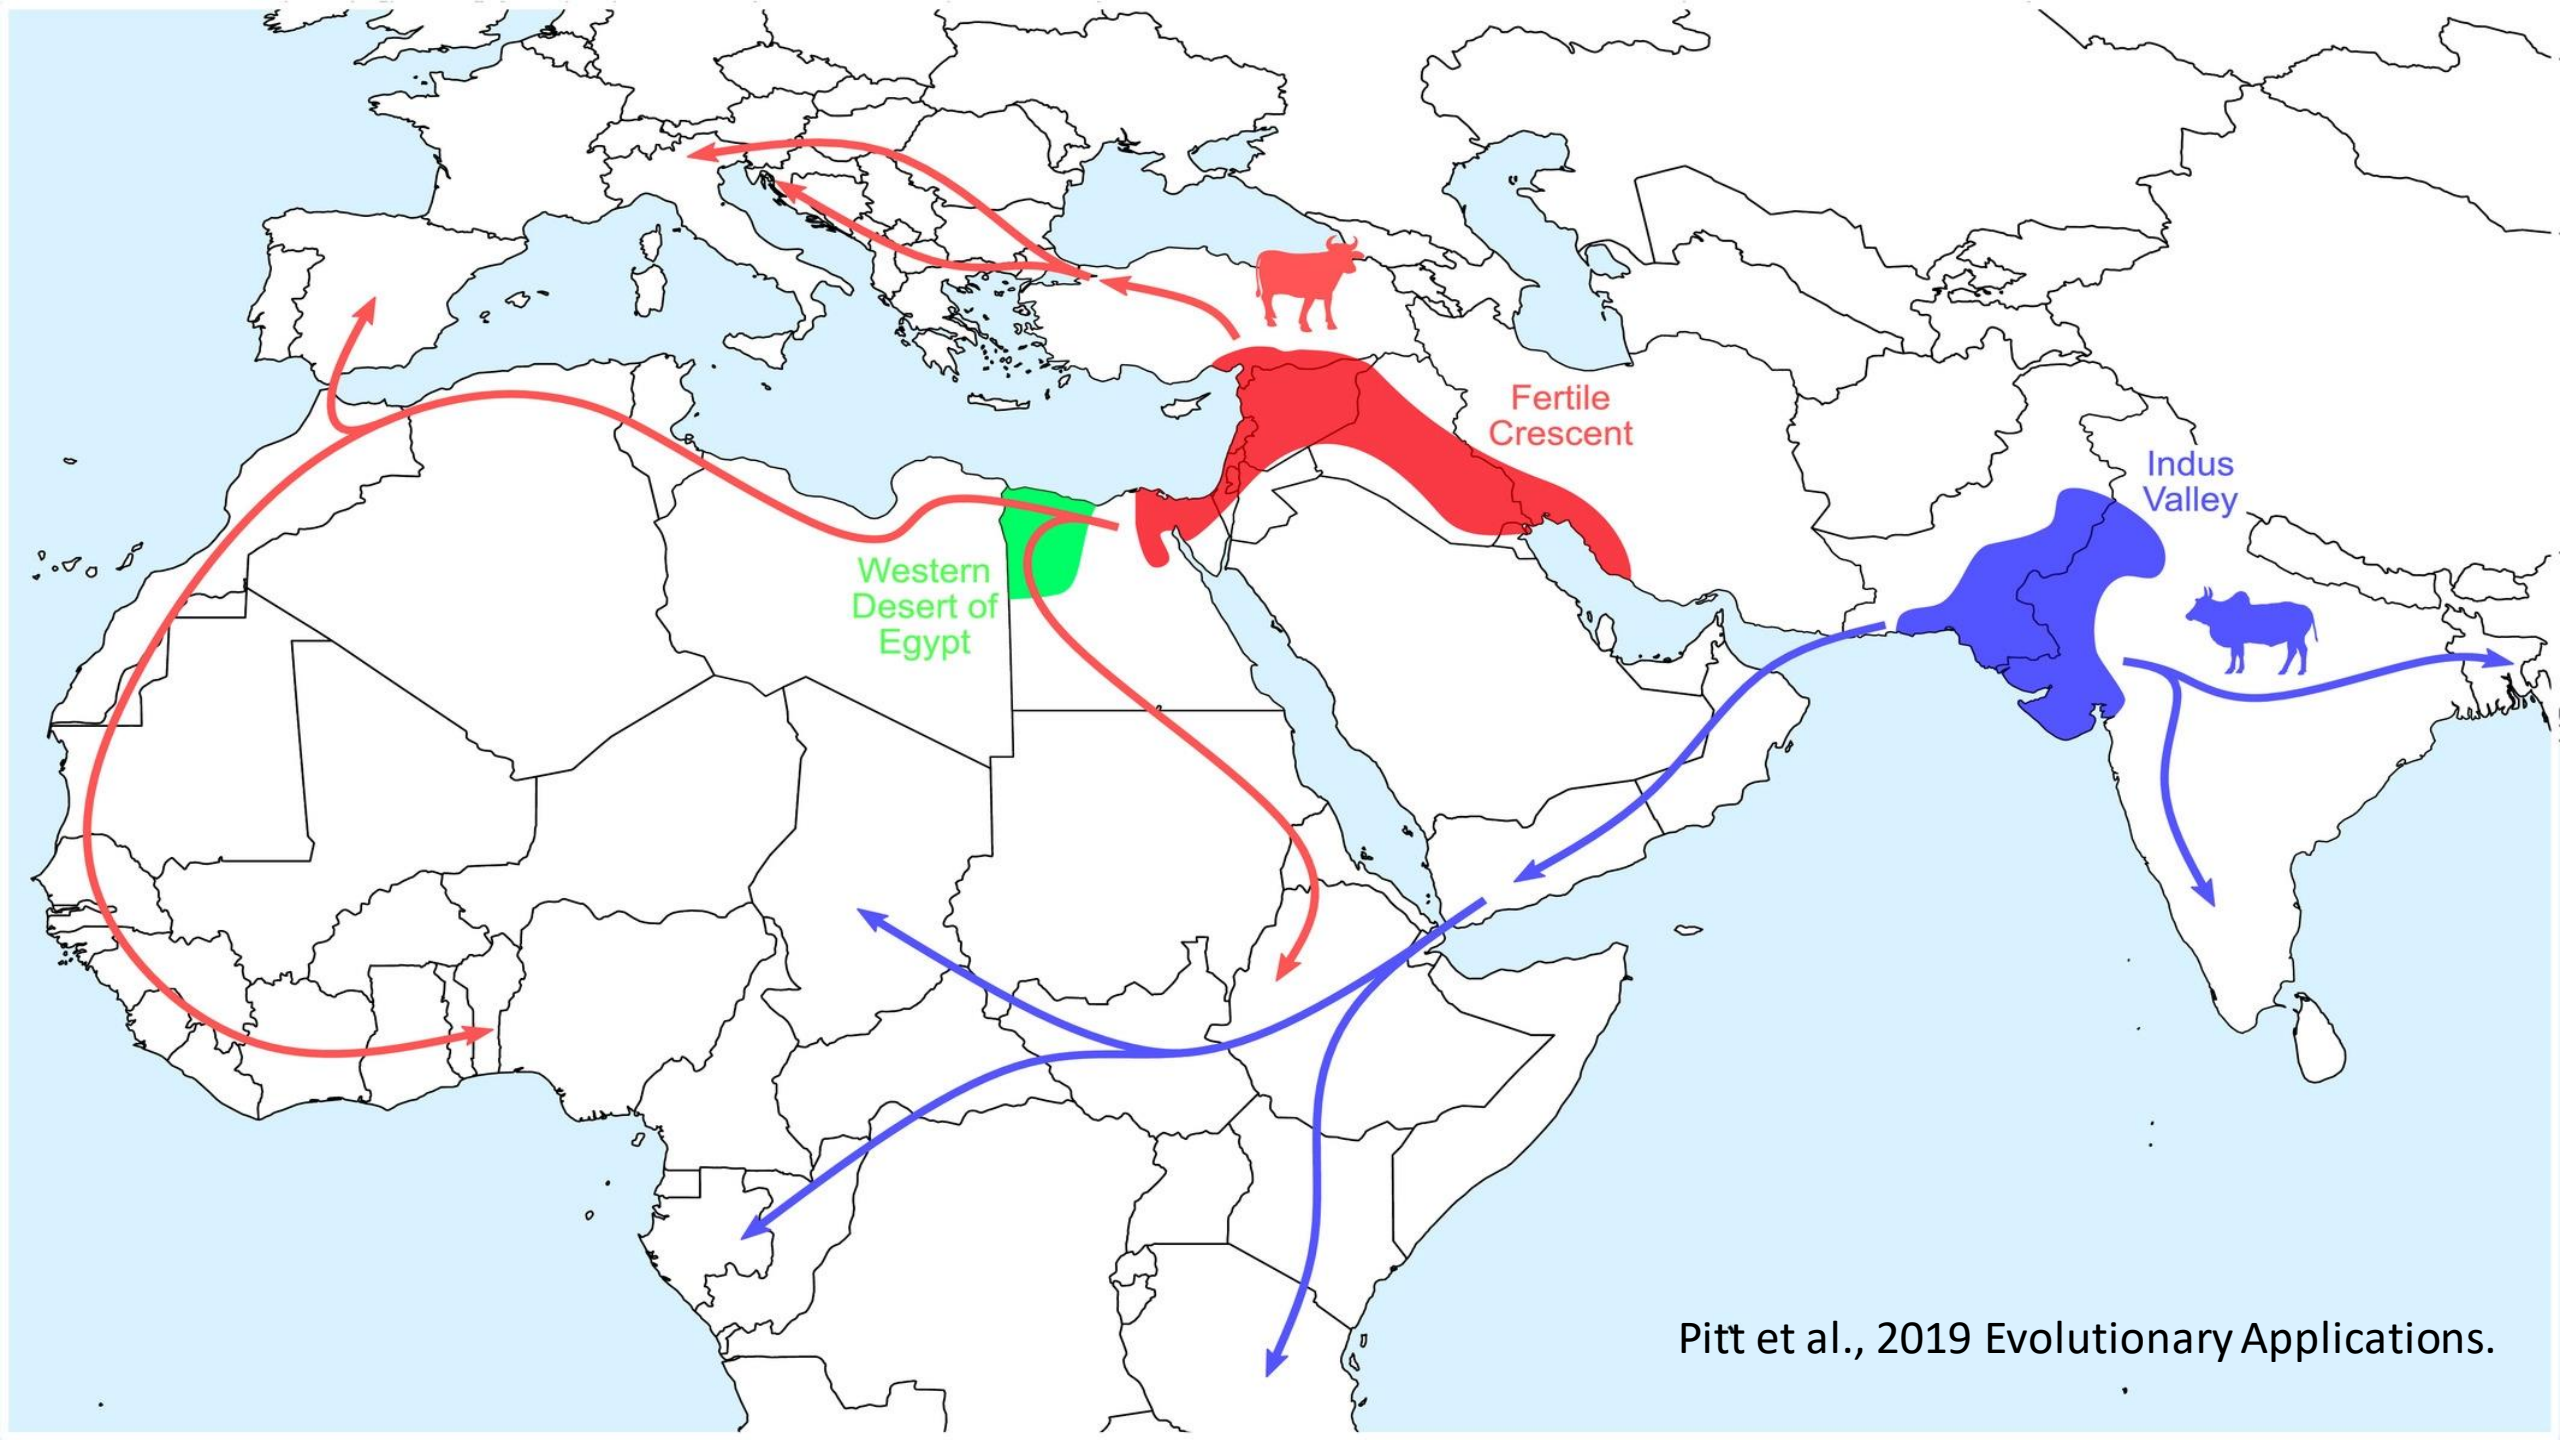 Fertile
Crescent
Indus
Valley
Western
Desert of
Egypt
Pitt et al., 2019 Evolutionary Applications.